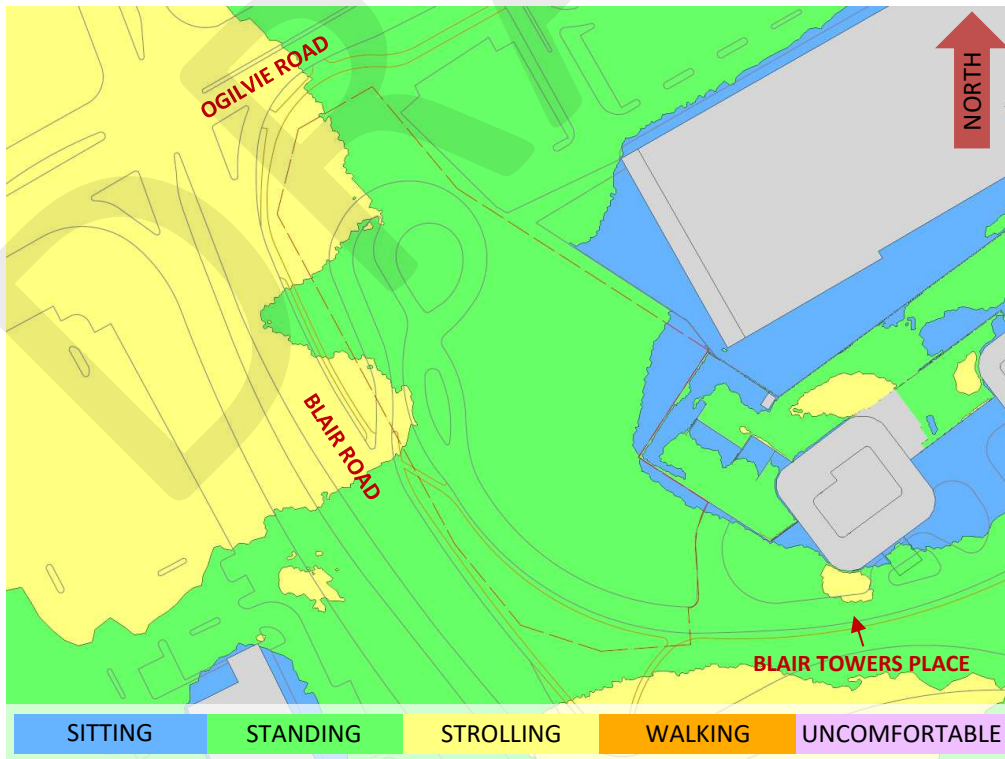 OGILVIE ROAD
NORTH
BLAIR ROAD
BLAIR TOWERS PLACE
SITTING STANDING STROLLING WALKING UNCOMFORTABLE